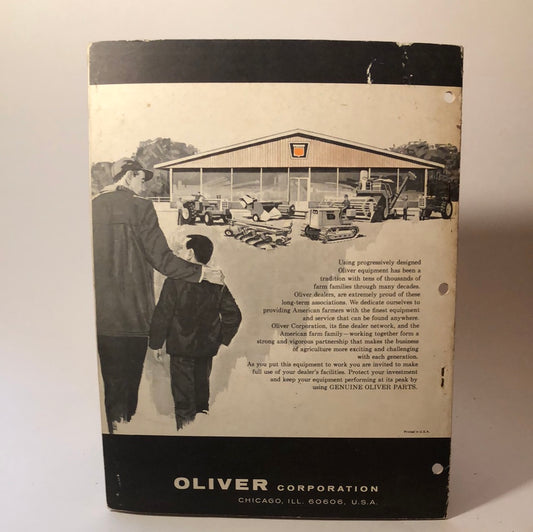 Using progressively designed
Oliver equipment has been a
tradition with tens of thousands of
farm families through many decades.
Oliver dealers, are extremely proud of these
long-term associations. We dedicate ourselves to
providing American farmers with the finest equipment
and service that can be found anywhere.
Oliver Corporation, its fine dealer network, and the
American farm family—working together form a
strong and vigorous partnership that makes the business
of agriculture more exciting and challenging
with each generation.
As you put this equipment to work you are invited to make
full use of your dealer's facilities. Protect your investment
and keep your equipment performing at its peak by
using GENUINE OLIVER PARTS.
Printed in U.S.A.
OLIVER CORPORATION
CHICAGO, ILL. 60606, U.S.A.